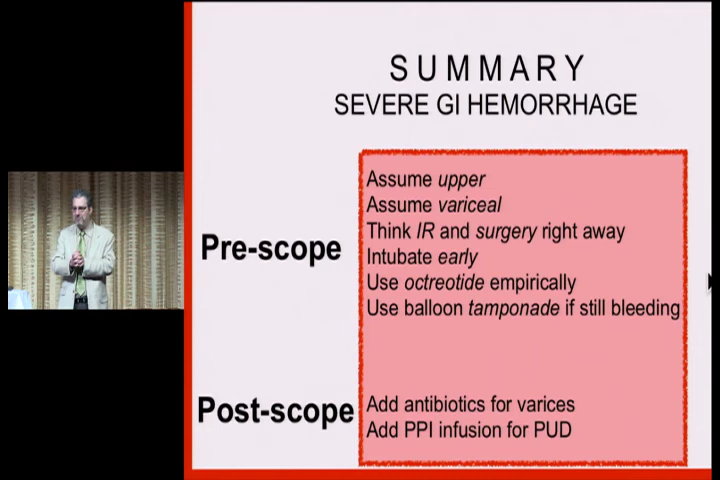 SUMMARY
SEVERE GI HEMORRHAGE
Pre-scope
Assume upper
Assume variceal
Think IR and surgery right away
Intubate early
Use octreotide empirically
Use balloon tamponade if still bleeding
Post-scope
Add antibiotics for varices
Add PPI infusion for PUD